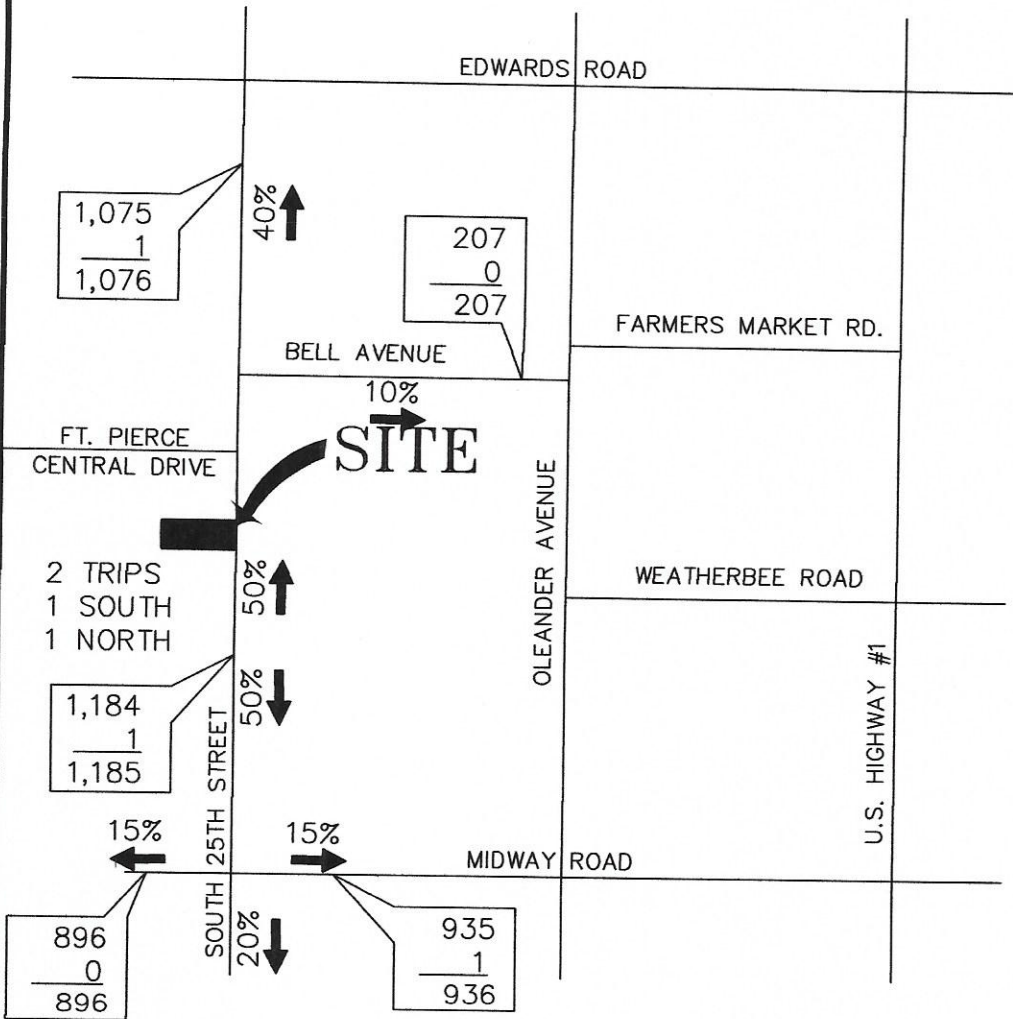 EDWARDS ROAD
1,075
1
1,076
40%
207
0
207
FARMERS MARKET RD.
BELL AVENUE
10%
FT. PIERCE
CENTRAL DRIVE
SITE
OLEANDER AVENUE
2 TRIPS
1 SOUTH
1 NORTH
50%
WEATHERBEE ROAD
50%
1,184
1
1,185
SOUTH 25TH STREET
U.S. HIGHWAY #1
15%
15%
MIDWAY ROAD
896
0
896
20%
935
1
936